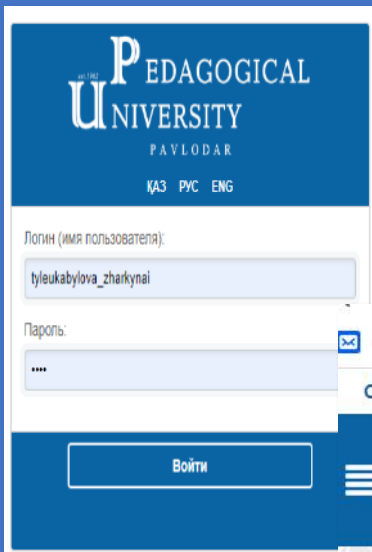 est. 1962
PEDAGOGICAL
UNIVERSITY
PAVLODAR
ҚАЗ РУС ENG
Логин (имя пользователя):
tyleukabylova_zharkynai
Пароль:
••••
Войти